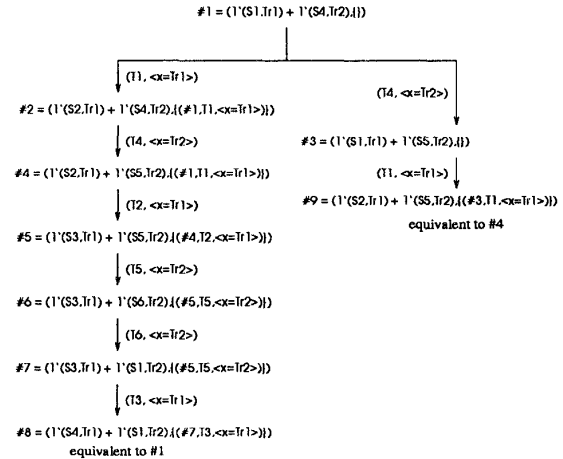 #1 = (1`(S1,Tr1) + 1`(S4,Tr2),{})
(T1, <x=Tr1>)
#2 = (1`(S2,Tr1) + 1`(S4,Tr2),{(#1,T1,<x=Tr1>)})
(T4, <x=Tr2>)
#4 = (1`(S2,Tr1) + 1`(S5,Tr2),{(#1,T1,<x=Tr1>)})
(T2, <x=Tr1>)
#5 = (1`(S3,Tr1) + 1`(S5,Tr2),{(#4,T2,<x=Tr1>)})
(T5, <x=Tr2>)
#6 = (1`(S3,Tr1) + 1`(S6,Tr2),{(#5,T5,<x=Tr2>)})
(T6, <x=Tr2>)
#7 = (1`(S3,Tr1) + 1`(S1,Tr2),{(#5,T5,<x=Tr2>)})
(T3, <x=Tr1>)
#8 = (1`(S4,Tr1) + 1`(S1,Tr2),{(#7,T3,<x=Tr1>)})
equivalent to #1
(T4, <x=Tr2>)
#3 = (1`(S1,Tr1) + 1`(S5,Tr2),{})
(T1, <x=Tr1>)
#9 = (1`(S2,Tr1) + 1`(S5,Tr2),{(#3,T1,<x=Tr1>)})
equivalent to #4